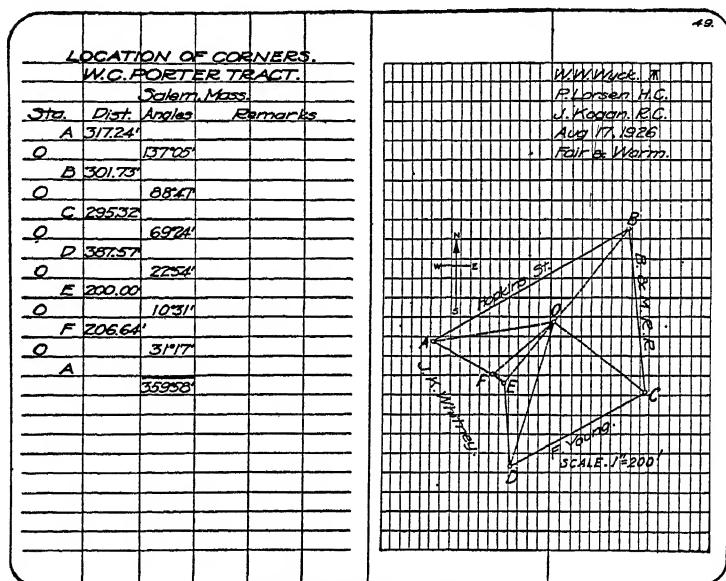 49.
LOCATION OF CORNERS.
W.C. PORTER TRACT.
Salem, Mass.
Sta. Dist. Angles Remarks
A 317.24'
O 137°05'
B 301.73'
O 88°47'
C 295.32
O 69°24'
D 387.57'
O 22°54'
E 200.00'
O 10°31'
F 206.64'
O 31°17'
A
359°58'
W.W. Wyck. ⊼
P. Lorsen H.C.
J. Kogan. R.C.
Aug 17, 1926
Fair & Warm.
B
N
W E
S
Hopkins St.
B. & M. R. R
O
A
F E
C
J. K. Whitney.
F. Young.
SCALE. 1"=200'
D